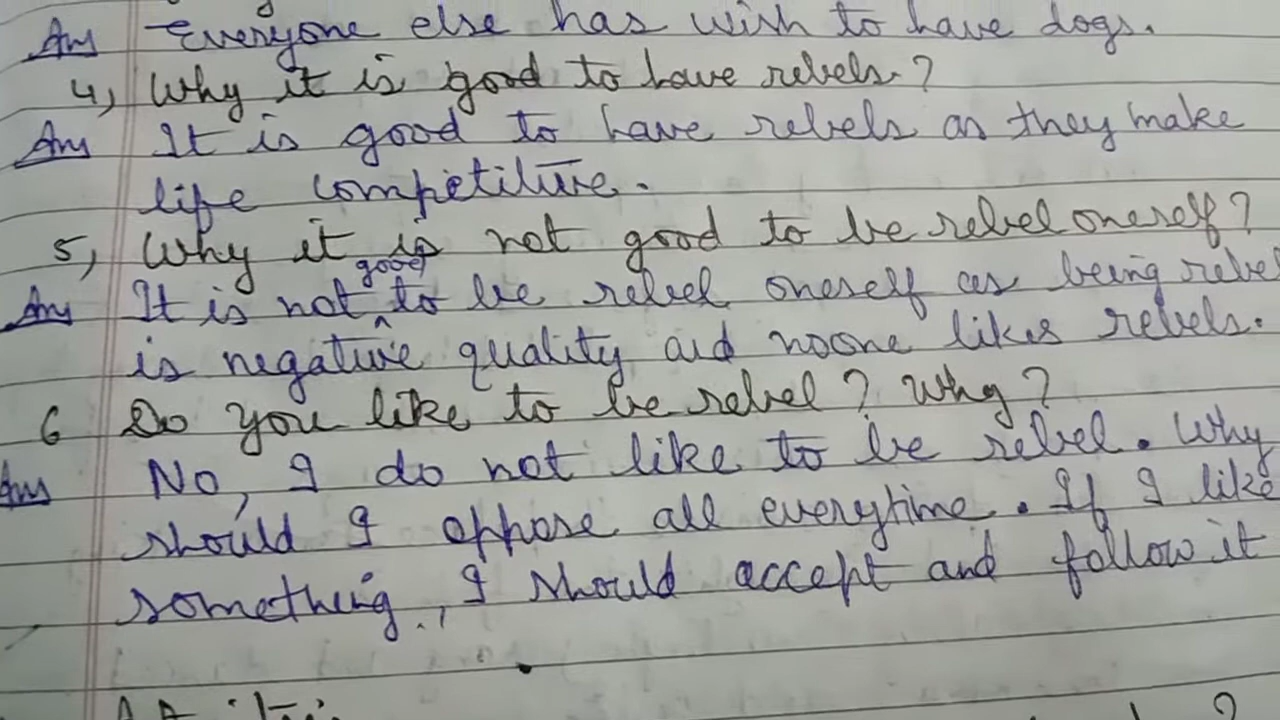 Ans Everyone else has wish to have dogs.
4, Why it is good to have rebels?
Ans It is good to have rebels as they make
life competitive.
5, Why it is not good to be rebel oneself?
good
Ans It is not ^ to be rebel oneself as being rebel
is negative quality and noone likes rebels.
6 Do you like to be rebel? Why?
Ans No, I do not like to be rebel. Why
should I oppose all everytime. If I like
something, I should accept and follow it